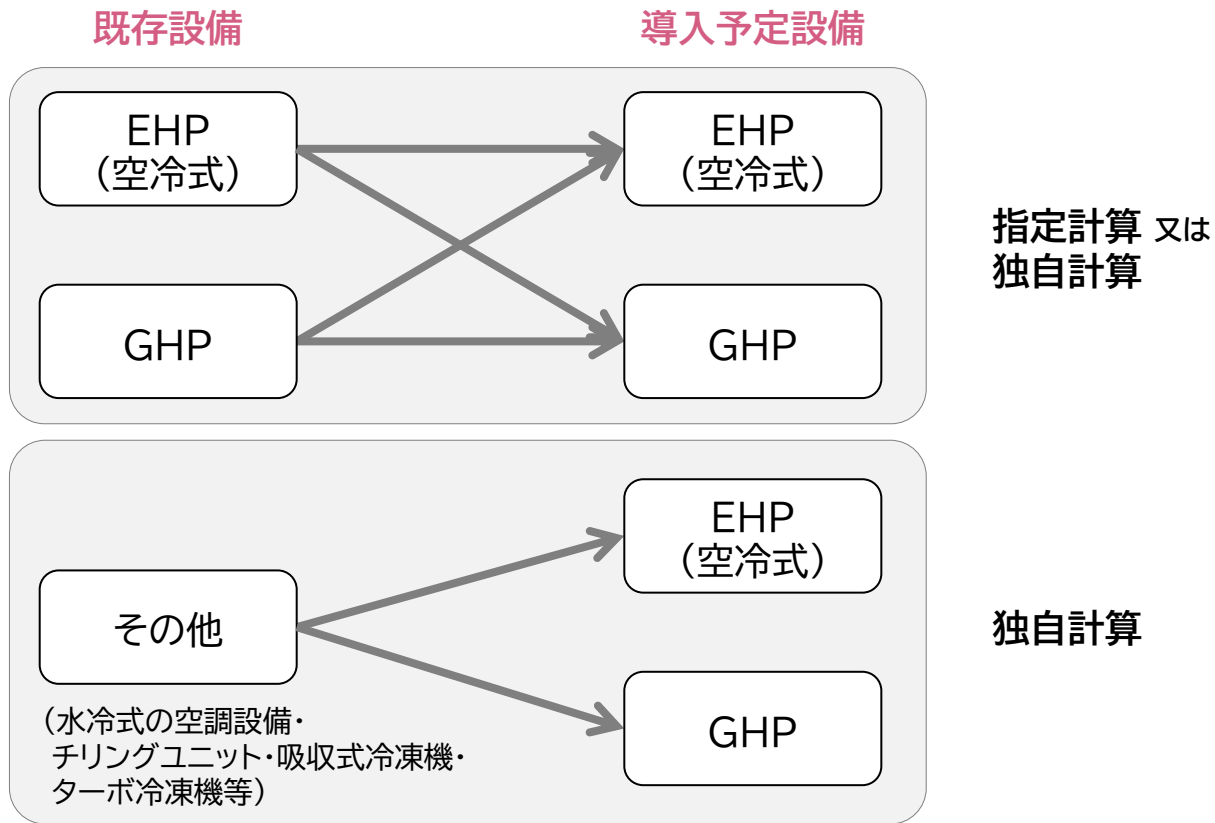 既存設備
導入予定設備
EHP
（空冷式）
EHP
（空冷式）
GHP
GHP
指定計算 又は
独自計算
その他
（水冷式の空調設備・
チリングユニット・吸収式冷凍機・
ターボ冷凍機等）
EHP
（空冷式）
GHP
独自計算